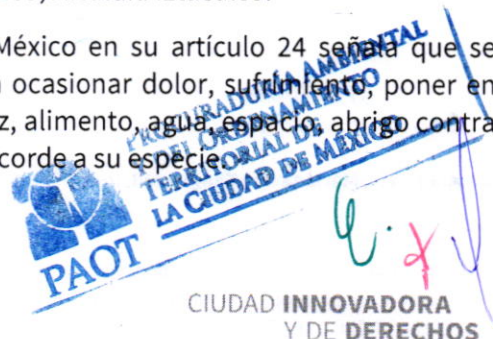 México en su artículo 24 señala que se
ocasionar dolor, sufrimiento, poner en
alimento, agua, espacio, abrigo contra
corde a su especie.
PROCURADURÍA AMBIENTAL
Y DEL ORDENAMIENTO
TERRITORIAL DE
LA CIUDAD DE MÉXICO
PAOT
CIUDAD INNOVADORA
Y DE DERECHOS